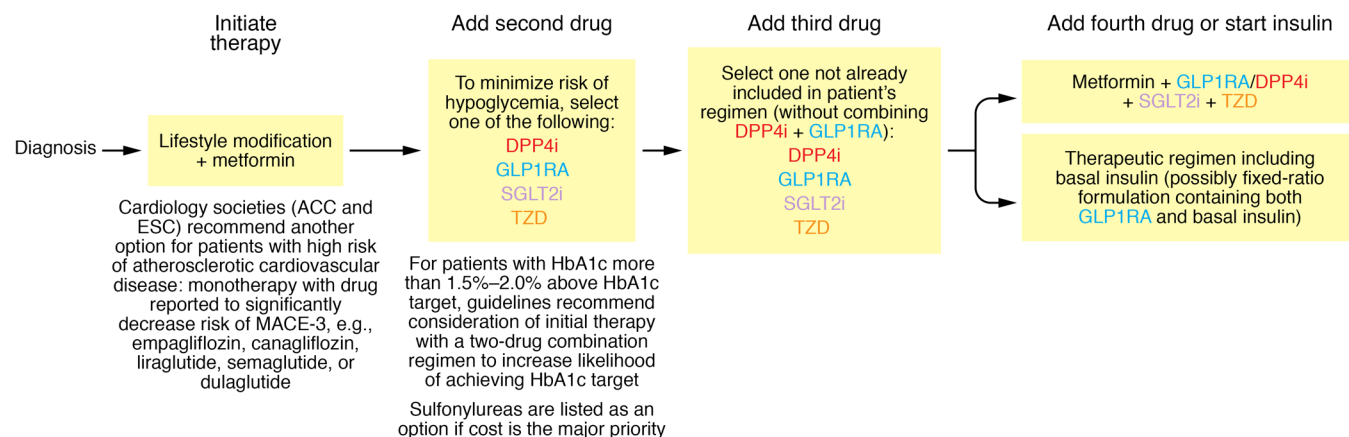 Initiate
therapy
Add second drug
Add third drug
Add fourth drug or start insulin
Diagnosis
Lifestyle modification
+ metformin
Cardiology societies (ACC and
ESC) recommend another
option for patients with high risk
of atherosclerotic cardiovascular
disease: monotherapy with drug
reported to significantly
decrease risk of MACE-3, e.g.,
empagliflozin, canagliflozin,
liraglutide, semaglutide, or
dulaglutide
To minimize risk of
hypoglycemia, select
one of the following:
DPP4i
GLP1RA
SGLT2i
TZD
For patients with HbA1c more
than 1.5%–2.0% above HbA1c
target, guidelines recommend
consideration of initial therapy
with a two-drug combination
regimen to increase likelihood
of achieving HbA1c target
Sulfonylureas are listed as an
option if cost is the major priority
Select one not already
included in patient’s
regimen (without combining
DPP4i + GLP1RA):
DPP4i
GLP1RA
SGLT2i
TZD
Metformin + GLP1RA/DPP4i
+ SGLT2i + TZD
Therapeutic regimen including
basal insulin (possibly fixed-ratio
formulation containing both
GLP1RA and basal insulin)